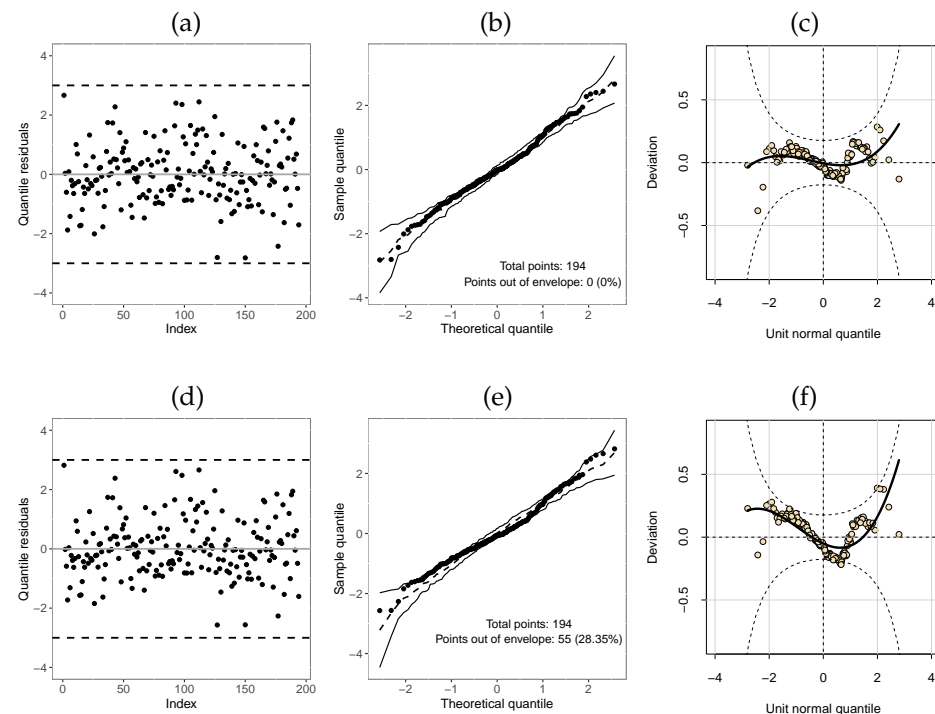 (a)
(b)
(c)
Quantile residuals
4
2
0
−2
−4
0 50 100 150 200
Index
Sample quantile
2
0
−2
−4
Total points: 194
Points out of envelope: 0 (0%)
−2 −1 0 1 2
Theoretical quantile
Deviation
0.5
0.0
−0.5
−4 −2 0 2 4
Unit normal quantile
(d)
(e)
(f)
Quantile residuals
4
2
0
−2
−4
0 50 100 150 200
Index
Sample quantile
2
0
−2
−4
Total points: 194
Points out of envelope: 55 (28.35%)
−2 −1 0 1 2
Theoretical quantile
Deviation
0.5
0.0
−0.5
−4 −2 0 2 4
Unit normal quantile